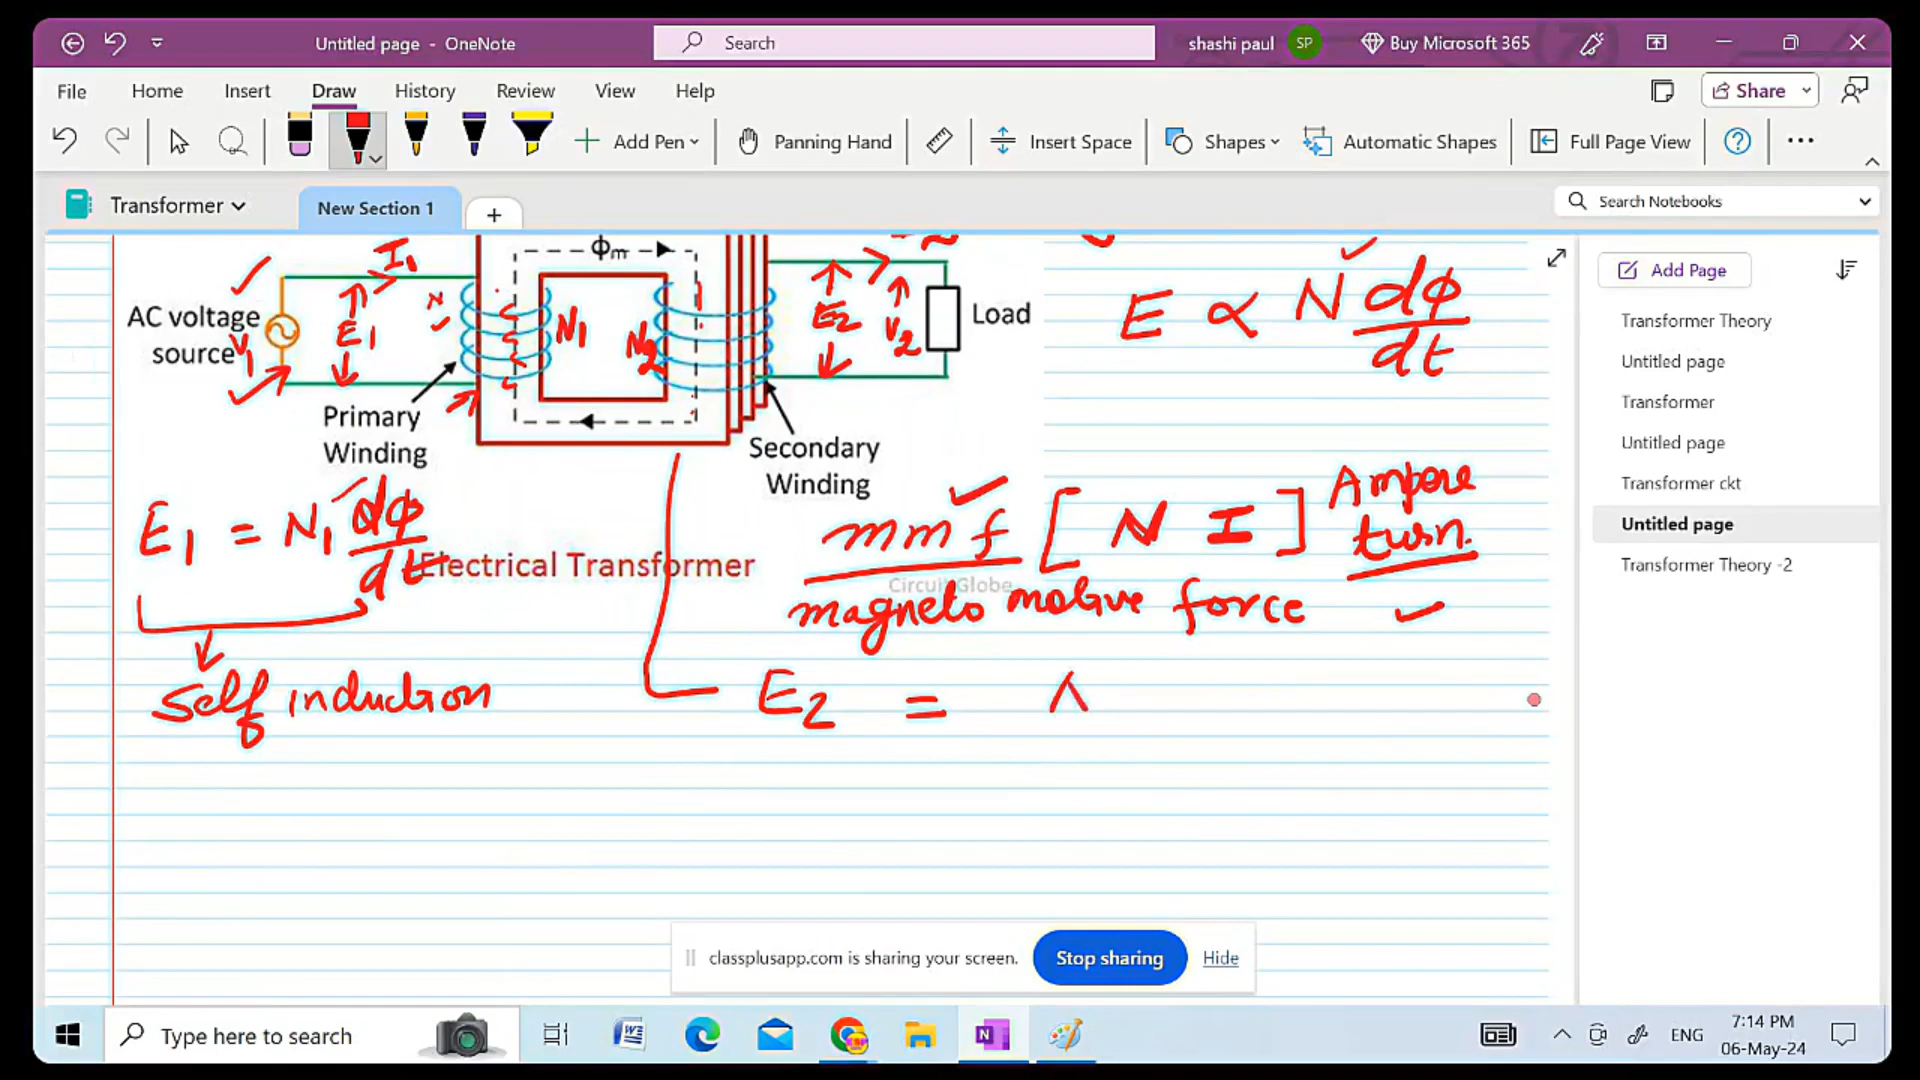 Untitled page - OneNote
Search
shashi paul SP
Buy Microsoft 365
File Home Insert Draw History Review View Help
Share
Add Pen
Panning Hand
Insert Space
Shapes
Automatic Shapes
Full Page View
Transformer
New Section 1
+
Search Notebooks
Add Page
Transformer Theory
Untitled page
Transformer
Untitled page
Transformer ckt
Untitled page
Transformer Theory -2
I1
Φm
AC voltage
source
V1
E1
N1
N2
E2
V2
Load
E ∝ N dφ/dt
Primary
Winding
Secondary
Winding
E1 = N1 dφ/dt
Electrical Transformer
mmf [ N I ] Ampere
turn.
Circuit Globe
magneto motive force
Self induction
E2 =
classplusapp.com is sharing your screen.
Stop sharing
Hide
Type here to search
ENG
7:14 PM
06-May-24